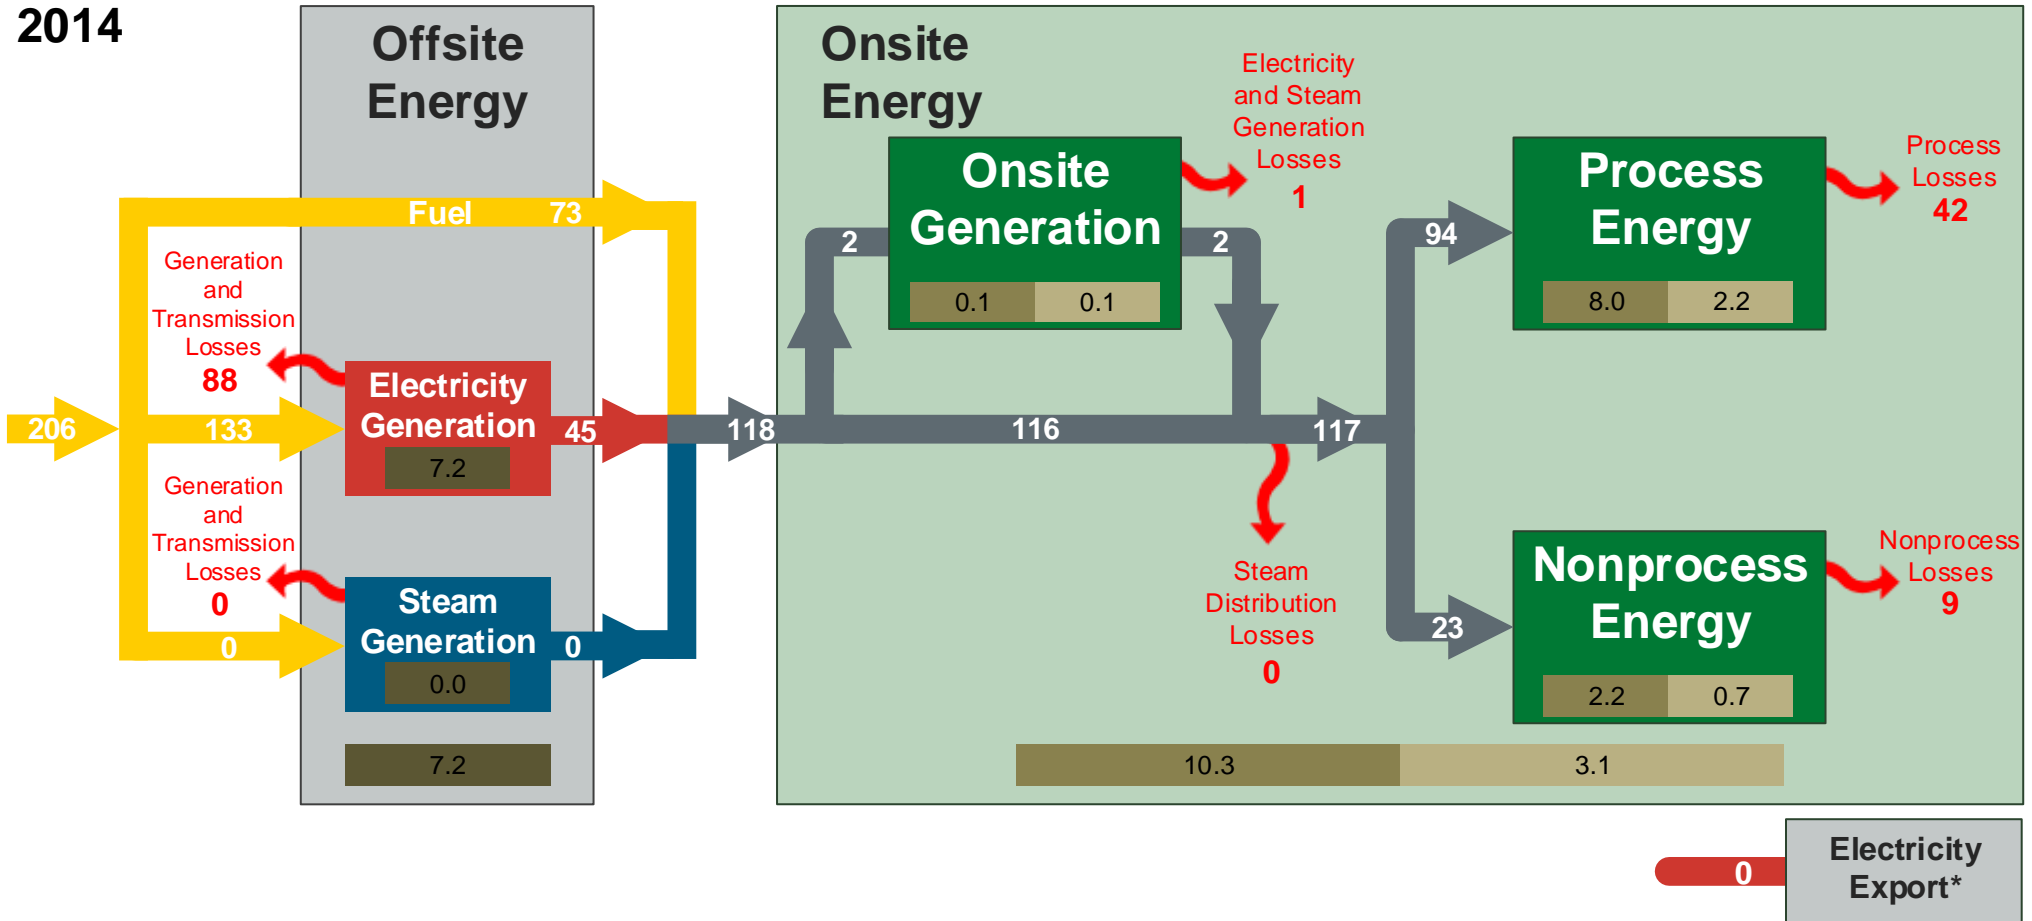 2014
Offsite
Energy
Onsite
Energy
Electricity
and Steam
Generation
Losses
1
Onsite
Generation
0.1 0.1
Process
Energy
8.0 2.2
Process
Losses
42
Fuel 73
2
2
94
Generation
and
Transmission
Losses
88
Electricity
Generation
7.2
206
133
45
118
116
117
Generation
and
Transmission
Losses
0
Steam
Generation
0.0
0
0
Steam
Distribution
Losses
0
23
Nonprocess
Energy
2.2 0.7
Nonprocess
Losses
9
7.2
10.3 3.1
0
Electricity
Export*